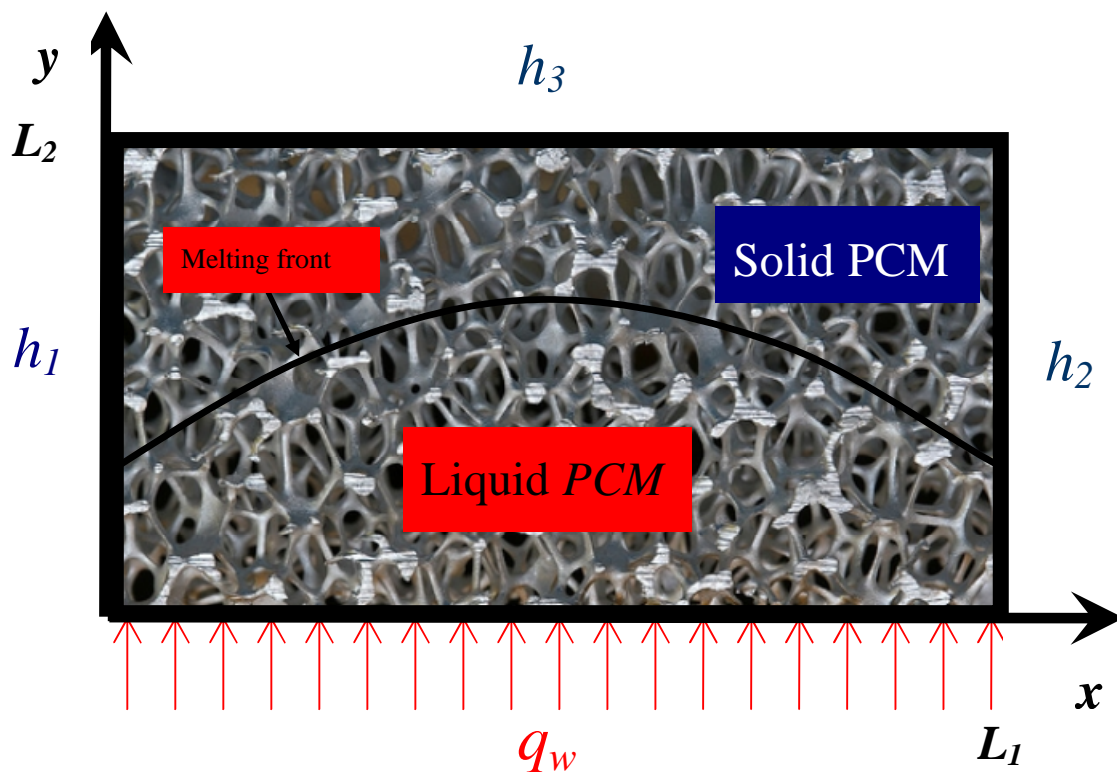 y
h3
L2
Melting front
Solid PCM
h1
h2
Liquid PCM
x
qw
L1